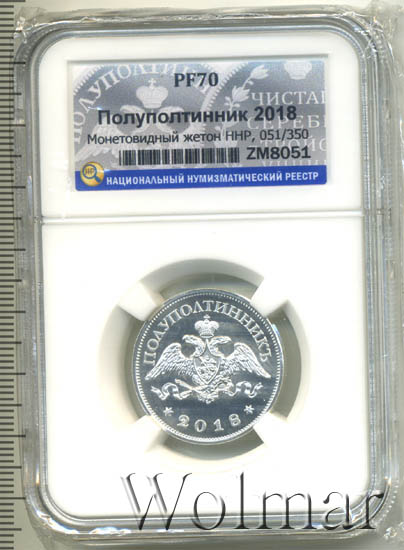 PF70
Полуполтинник 2018
Монетовидный жетон ННР, 051/350
ZM8051
НАЦИОНАЛЬНЫЙ НУМИЗМАТИЧЕСКИЙ РЕЕСТР
ПОЛУПОЛТИННИКЪ
2018
Wolmar